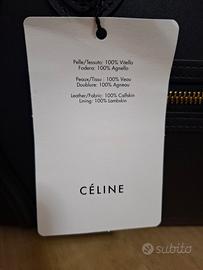 Pelle/Tessuto: 100% Vitello
Fodera: 100% Agnello
Peaux/Tissu : 100% Veau
Doublure: 100% Agneau
Leather/Fabric: 100% Calfskin
Lining: 100% Lambskin
CÉLINE
subito